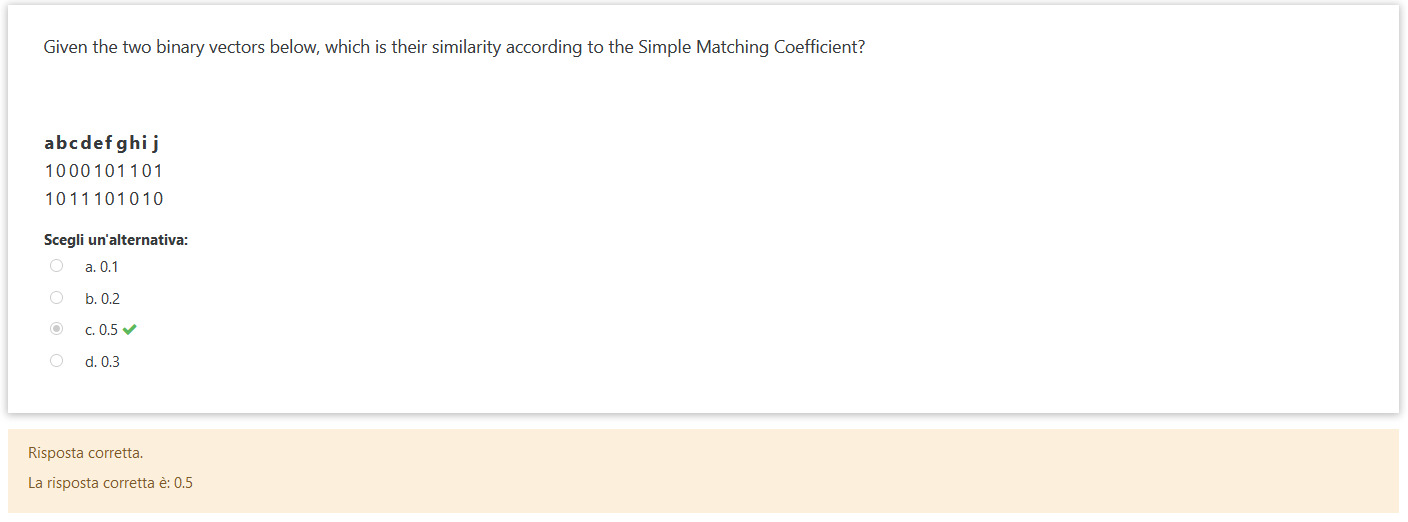 Given the two binary vectors below, which is their similarity according to the Simple Matching Coefficient?
a b c d e f g h i j
1 0 0 0 1 0 1 1 0 1
1 0 1 1 1 0 1 0 1 0
Scegli un'alternativa:
a. 0.1
b. 0.2
c. 0.5
d. 0.3
Risposta corretta.
La risposta corretta è: 0.5